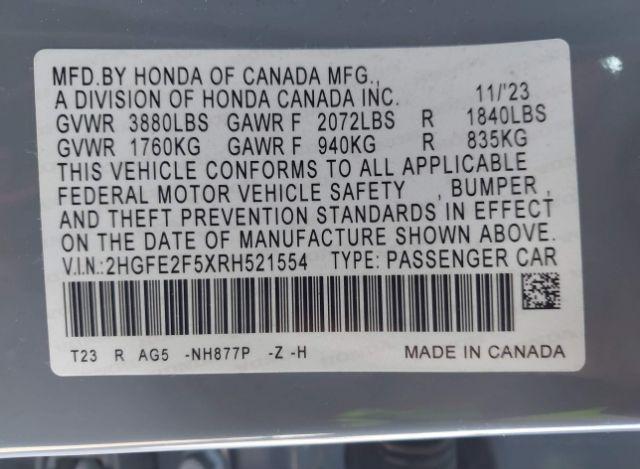 MFD.BY HONDA OF CANADA MFG.,
A DIVISION OF HONDA CANADA INC. 11/'23
GVWR 3880LBS GAWR F 2072LBS R 1840LBS
GVWR 1760KG GAWR F 940KG R 835KG
THIS VEHICLE CONFORMS TO ALL APPLICABLE
FEDERAL MOTOR VEHICLE SAFETY , BUMPER ,
AND THEFT PREVENTION STANDARDS IN EFFECT
ON THE DATE OF MANUFACTURE SHOWN ABOVE.
V.I.N.:2HGFE2F5XRH521554 TYPE: PASSENGER CAR
T23 R AG5 -NH877P -Z -H MADE IN CANADA